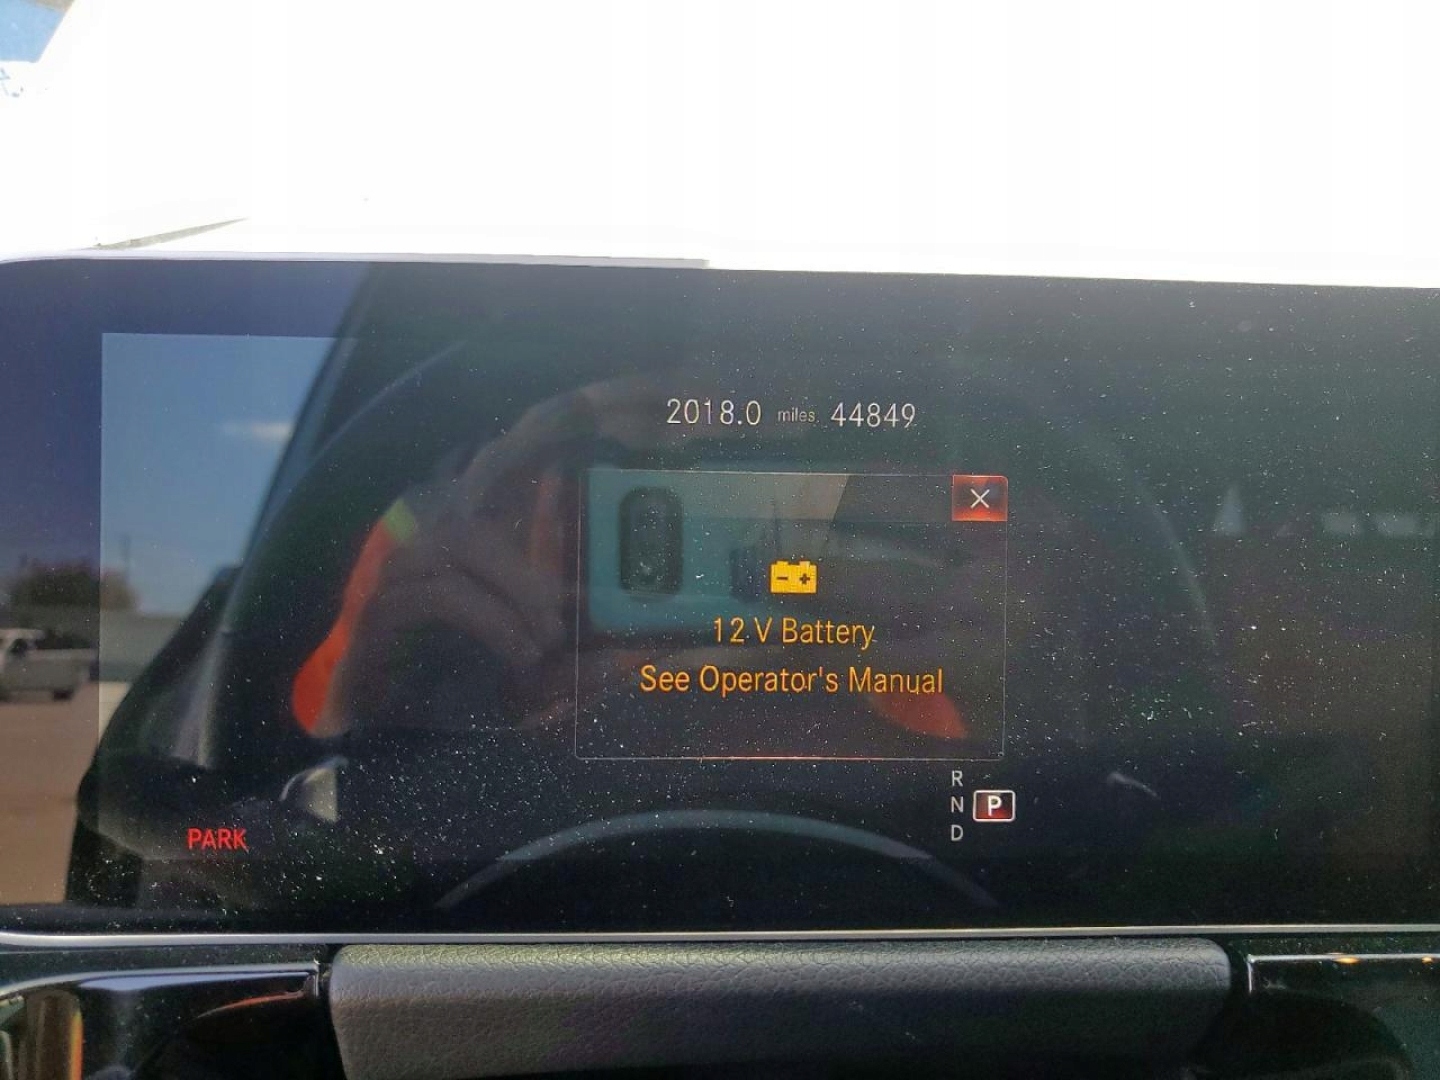 2018.0 miles 44849
12 V Battery
See Operator's Manual
R
N P
D
PARK